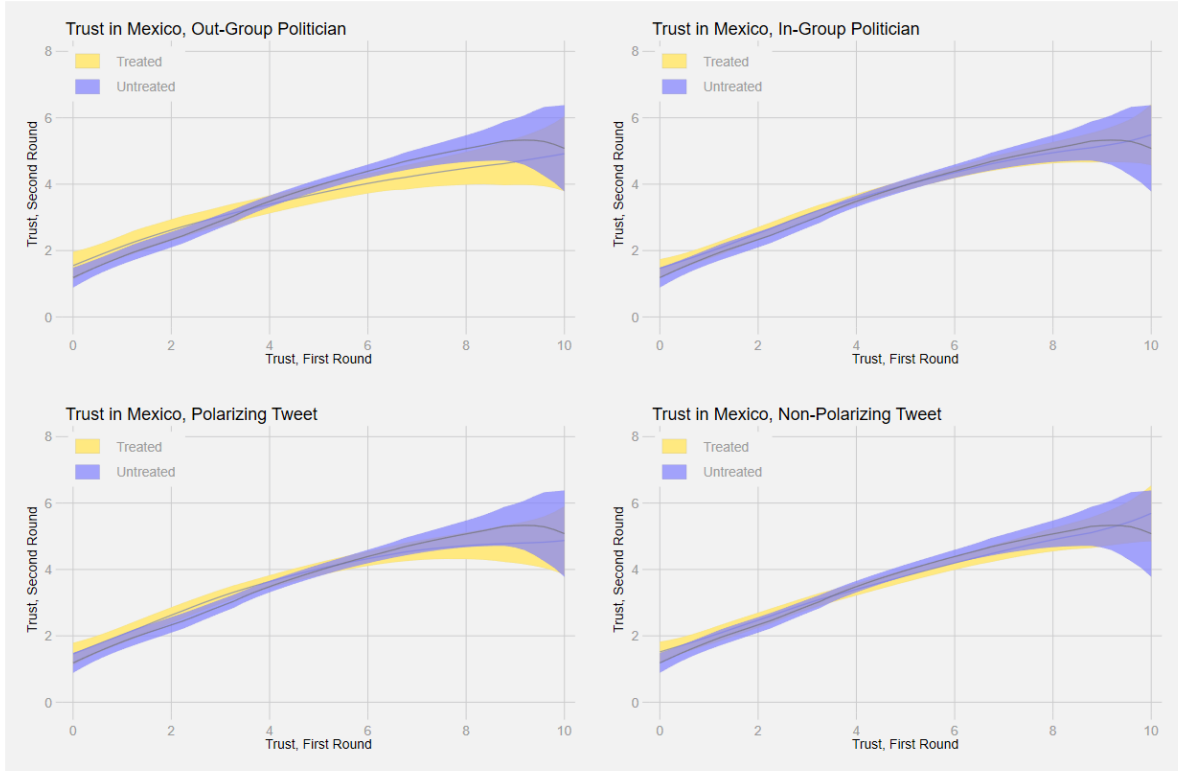 Trust in Mexico, Out-Group Politician
Treated
Untreated
Trust, Second Round
8
6
4
2
0
0 2 4 6 8 10
Trust, First Round
Trust in Mexico, In-Group Politician
Treated
Untreated
Trust, Second Round
8
6
4
2
0
0 2 4 6 8 10
Trust, First Round
Trust in Mexico, Polarizing Tweet
Treated
Untreated
Trust, Second Round
8
6
4
2
0
0 2 4 6 8 10
Trust, First Round
Trust in Mexico, Non-Polarizing Tweet
Treated
Untreated
Trust, Second Round
8
6
4
2
0
0 2 4 6 8 10
Trust, First Round